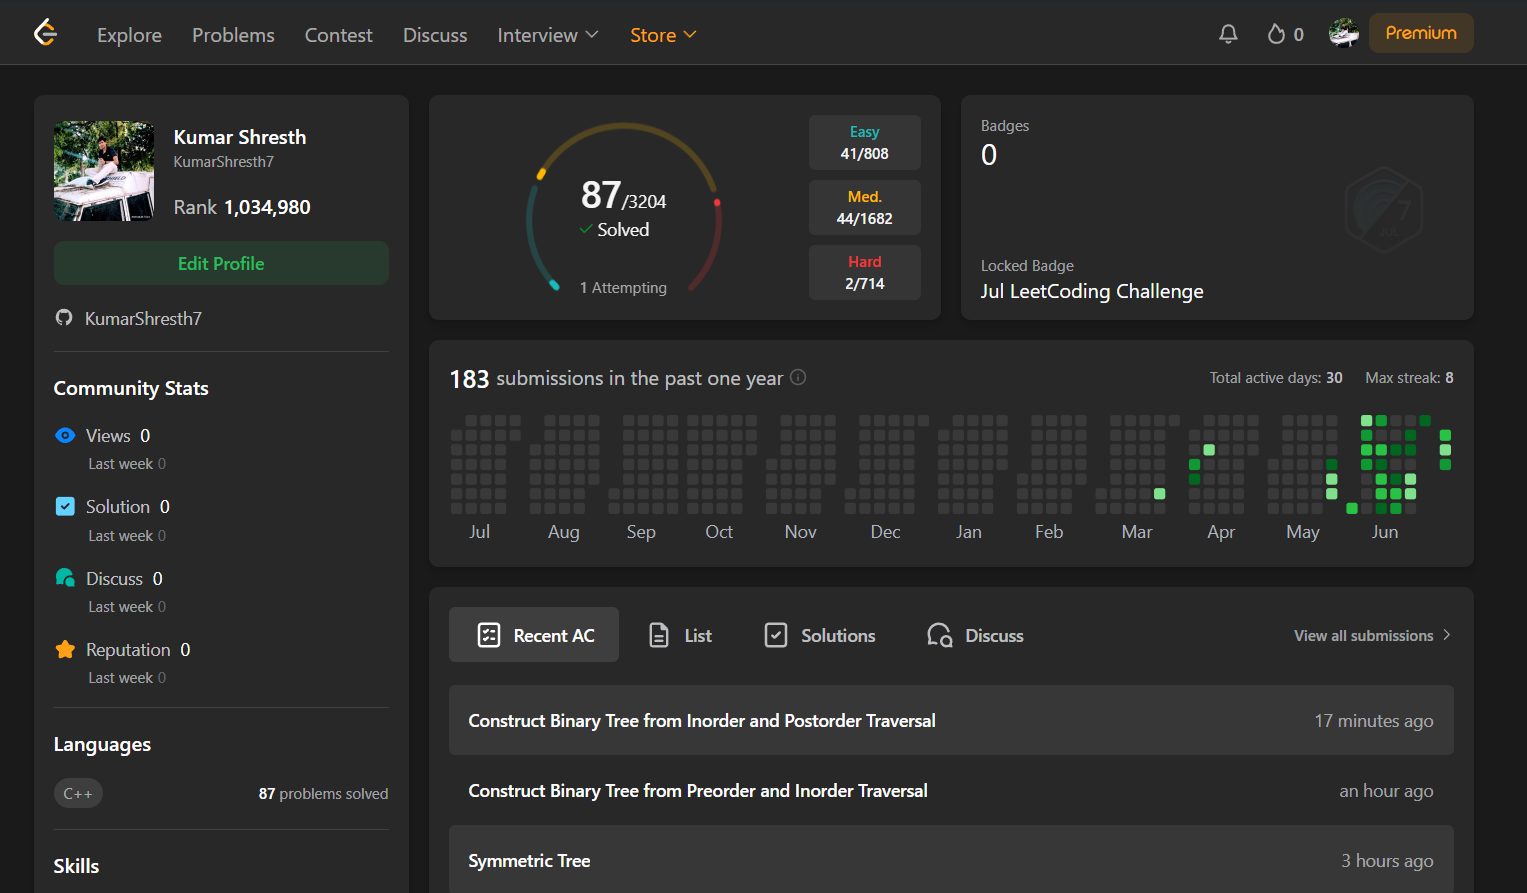 Explore Problems Contest Discuss Interview Store 0 Premium
Kumar Shresth
KumarShresth7
Rank 1,034,980
Edit Profile
KumarShresth7
Community Stats
Views 0
Last week 0
Solution 0
Last week 0
Discuss 0
Last week 0
Reputation 0
Last week 0
Languages
C++ 87 problems solved
Skills
87/3204
Solved
1 Attempting
Easy
41/808
Med.
44/1682
Hard
2/714
Badges
0
7
JUL
Locked Badge
Jul LeetCoding Challenge
183 submissions in the past one year Total active days: 30 Max streak: 8
Jul Aug Sep Oct Nov Dec Jan Feb Mar Apr May Jun
Recent AC List Solutions Discuss View all submissions
Construct Binary Tree from Inorder and Postorder Traversal 17 minutes ago
Construct Binary Tree from Preorder and Inorder Traversal an hour ago
Symmetric Tree 3 hours ago